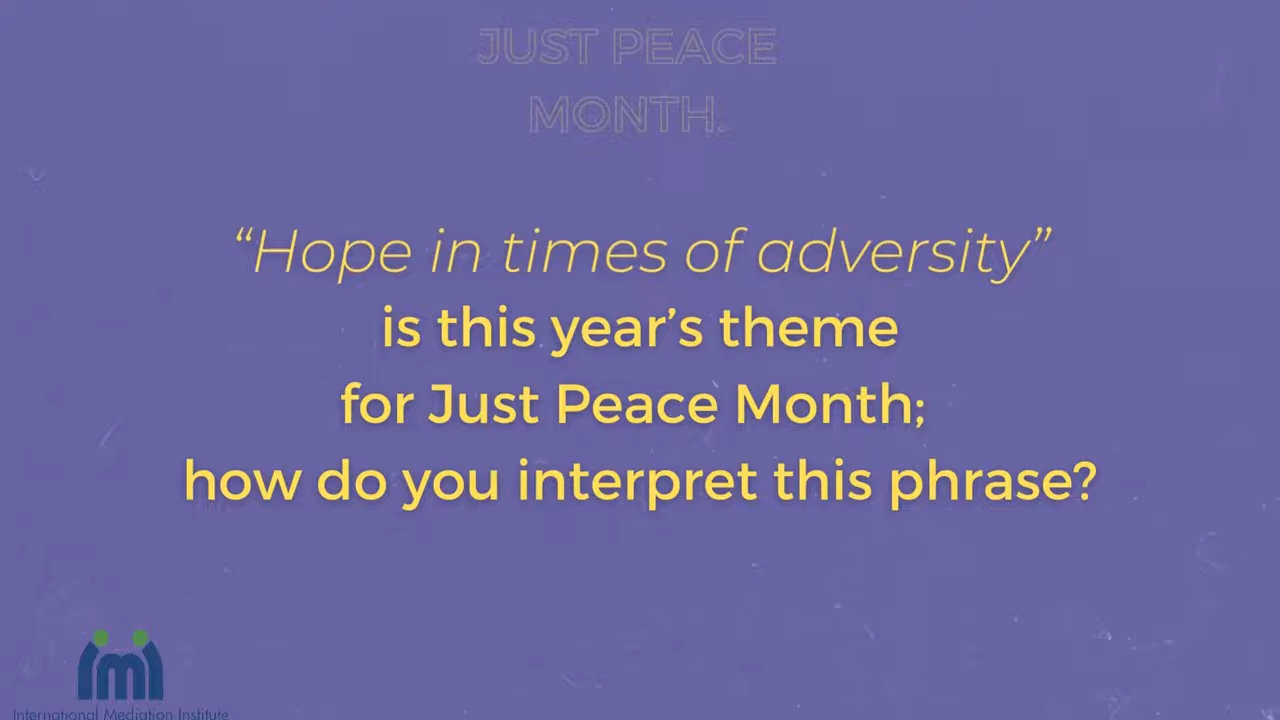 JUST PEACE
MONTH.
“Hope in times of adversity”
is this year’s theme
for Just Peace Month;
how do you interpret this phrase?
imi
International Mediation Institute